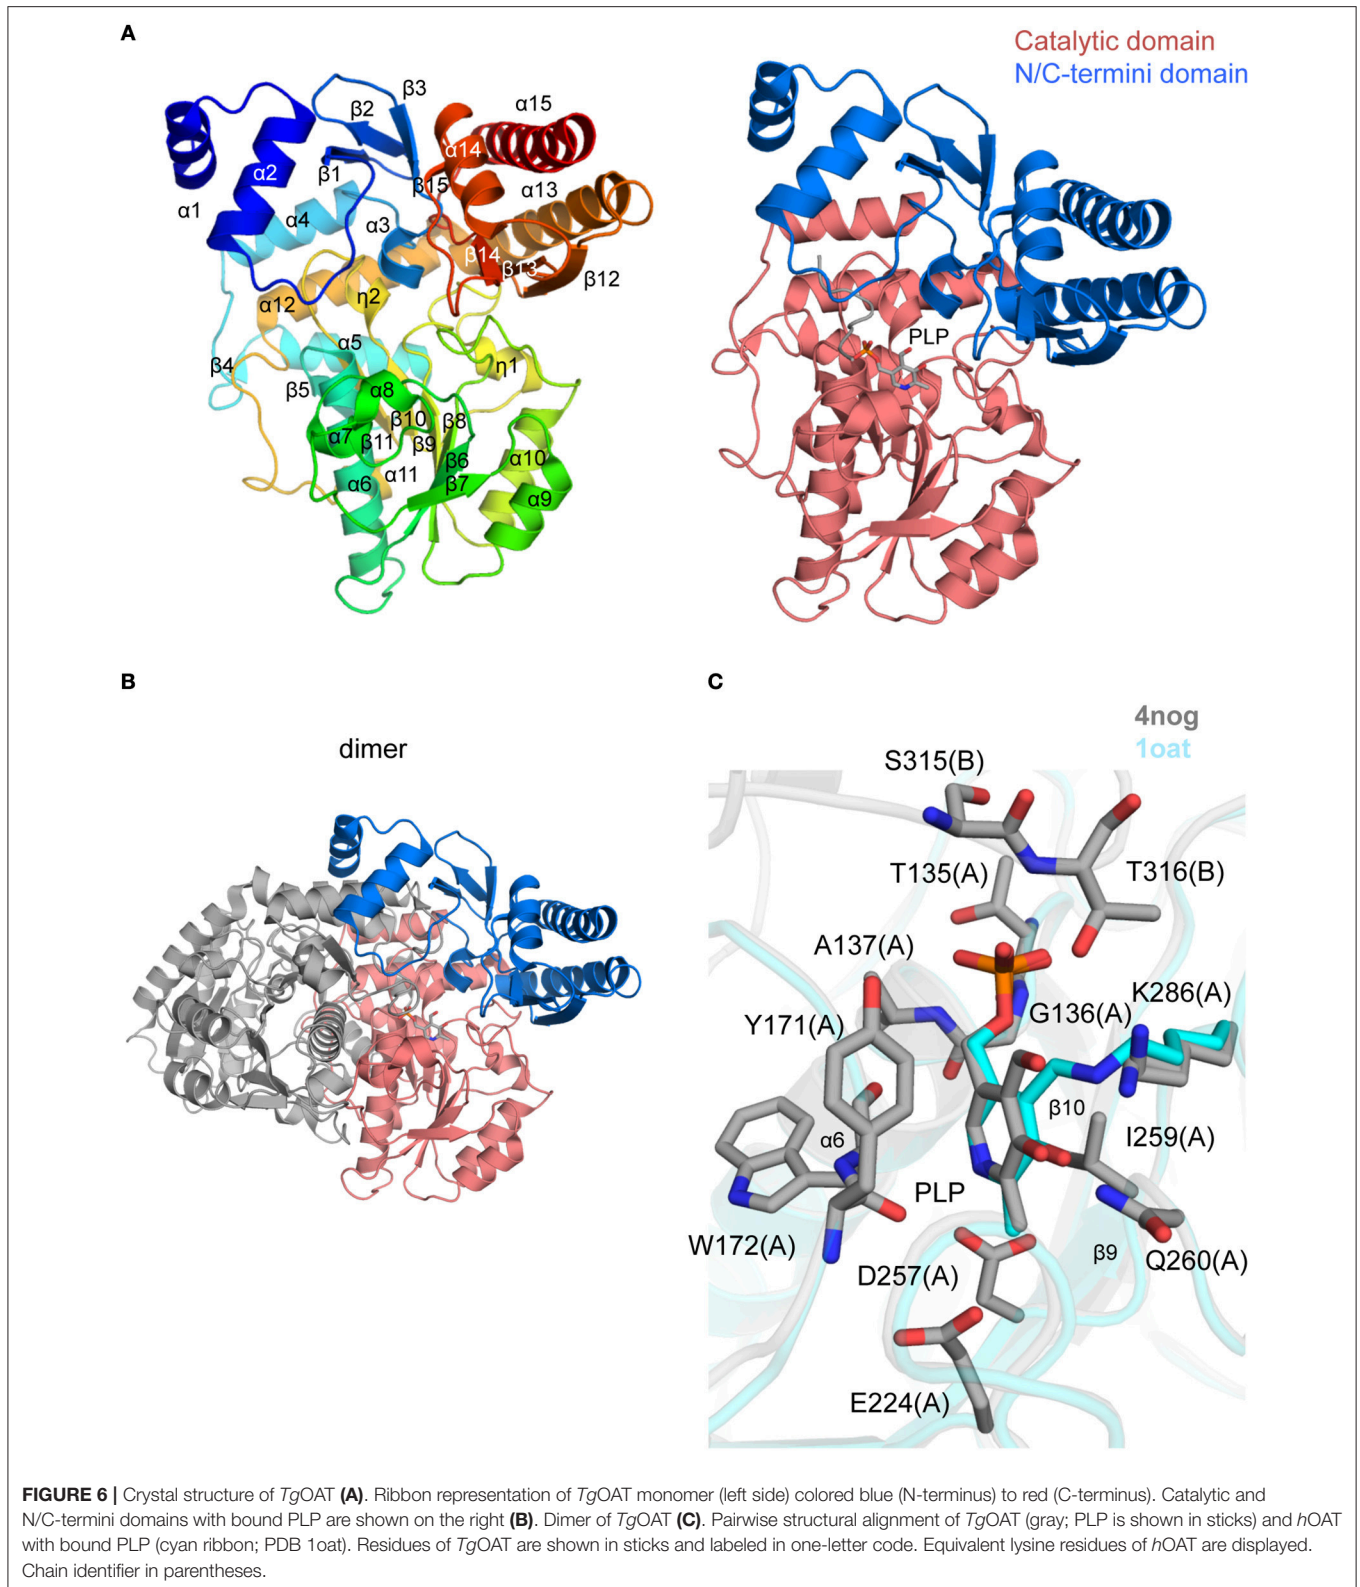 A
Catalytic domain
N/C-termini domain
β3
β2
α15
α14
α2
β1
β15
α13
α1
α4
α3
β14
β13
β12
α12
η2
α5
β4
η1
β5
α8
β10
β8
α7
β11
β9
β6
α10
α11
α6
β7
α9
PLP
B
C
4nog
1oat
dimer
S315(B)
T135(A)
T316(B)
A137(A)
K286(A)
Y171(A)
G136(A)
β10
α6
I259(A)
PLP
W172(A)
D257(A)
β9
Q260(A)
E224(A)
FIGURE 6 | Crystal structure of TgOAT (A). Ribbon representation of TgOAT monomer (left side) colored blue (N-terminus) to red (C-terminus). Catalytic and
N/C-termini domains with bound PLP are shown on the right (B). Dimer of TgOAT (C). Pairwise structural alignment of TgOAT (gray; PLP is shown in sticks) and hOAT
with bound PLP (cyan ribbon; PDB 1oat). Residues of TgOAT are shown in sticks and labeled in one-letter code. Equivalent lysine residues of hOAT are displayed.
Chain identifier in parentheses.